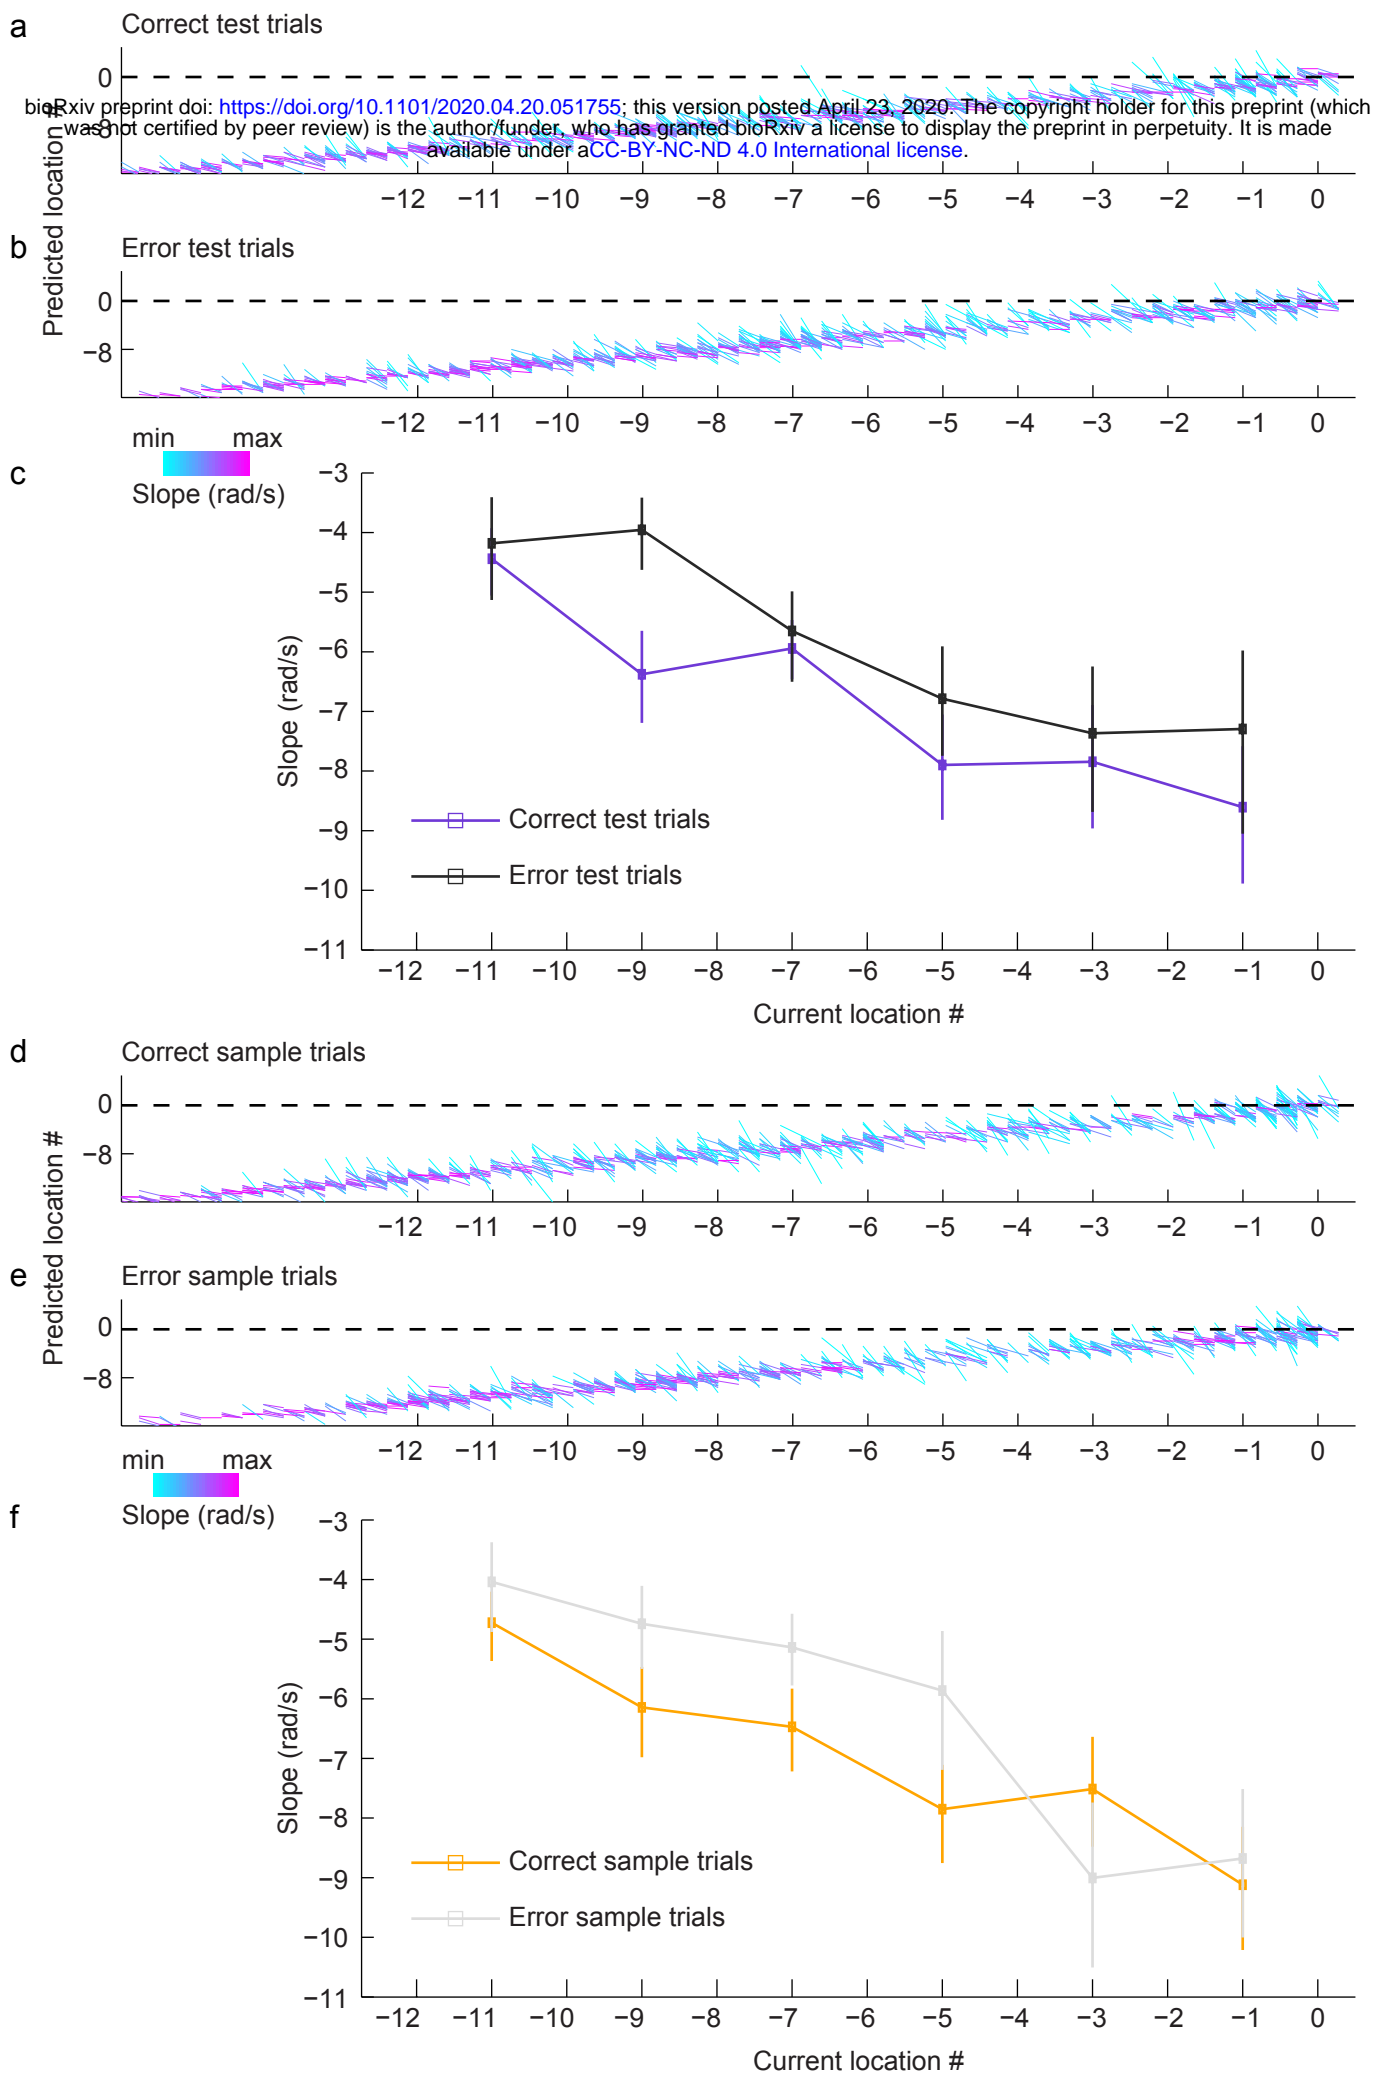 a
Correct test trials
0
bioRxiv preprint doi: https://doi.org/10.1101/2020.04.20.051755; this version posted April 23, 2020. The copyright holder for this preprint (which
was not certified by peer review) is the author/funder, who has granted bioRxiv a license to display the preprint in perpetuity. It is made
available under aCC-BY-NC-ND 4.0 International license.
−8
−12 −11 −10 −9 −8 −7 −6 −5 −4 −3 −2 −1 0
Predicted location #
b
Error test trials
0
−8
−12 −11 −10 −9 −8 −7 −6 −5 −4 −3 −2 −1 0
min max
Slope (rad/s)
c
−3
−4
−5
−6
−7
−8
−9
−10
−11
Slope (rad/s)
Correct test trials
Error test trials
−12 −11 −10 −9 −8 −7 −6 −5 −4 −3 −2 −1 0
Current location #
d
Correct sample trials
0
−8
−12 −11 −10 −9 −8 −7 −6 −5 −4 −3 −2 −1 0
Predicted location #
e
Error sample trials
0
−8
−12 −11 −10 −9 −8 −7 −6 −5 −4 −3 −2 −1 0
min max
Slope (rad/s)
f
−3
−4
−5
−6
−7
−8
−9
−10
−11
Slope (rad/s)
Correct sample trials
Error sample trials
−12 −11 −10 −9 −8 −7 −6 −5 −4 −3 −2 −1 0
Current location #